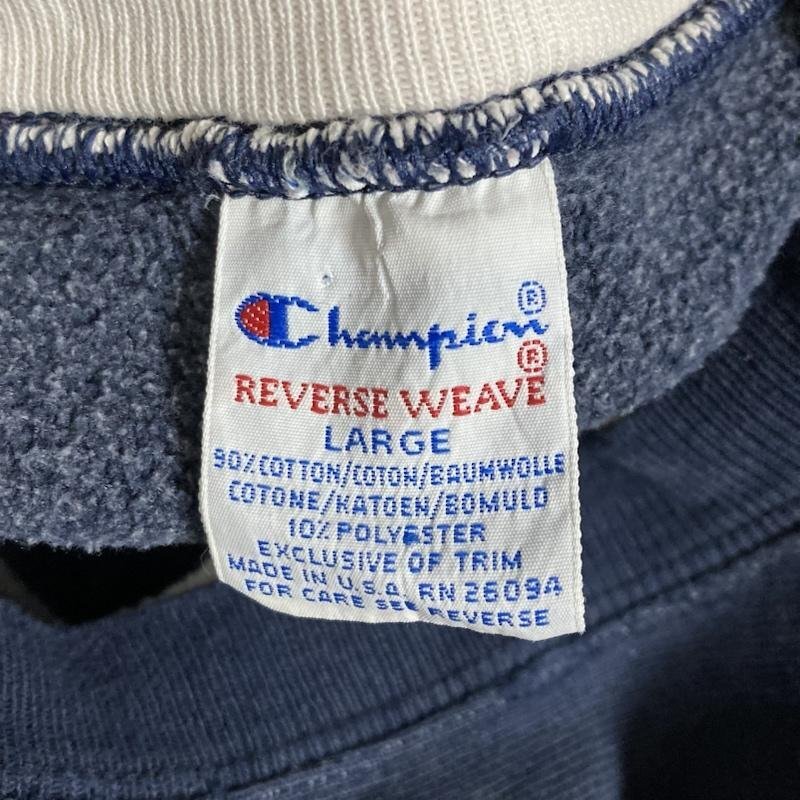 Champion®
REVERSE WEAVE®
LARGE
90% COTTON/COTON/BAUMWOLLE
COTONE/KATOEN/BOMULD
10% POLYESTER
EXCLUSIVE OF TRIM
MADE IN U.S.A. RN 26094
FOR CARE SEE REVERSE